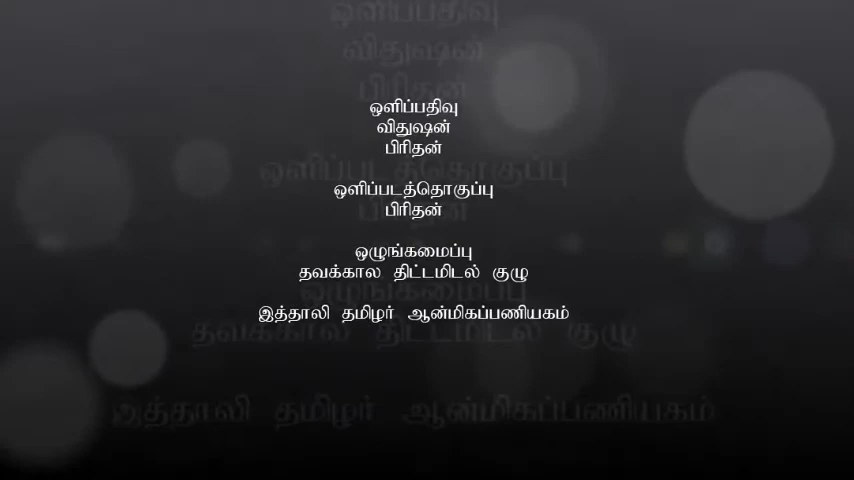 ஒளிப்பதிவு
விதுஷன்
பிரிதன்
ஒளிப்படத்தொகுப்பு
பிரிதன்
ஒழுங்கமைப்பு
தவக்கால திட்டமிடல் குழு
இத்தாலி தமிழர் ஆன்மிகப்பணியகம்